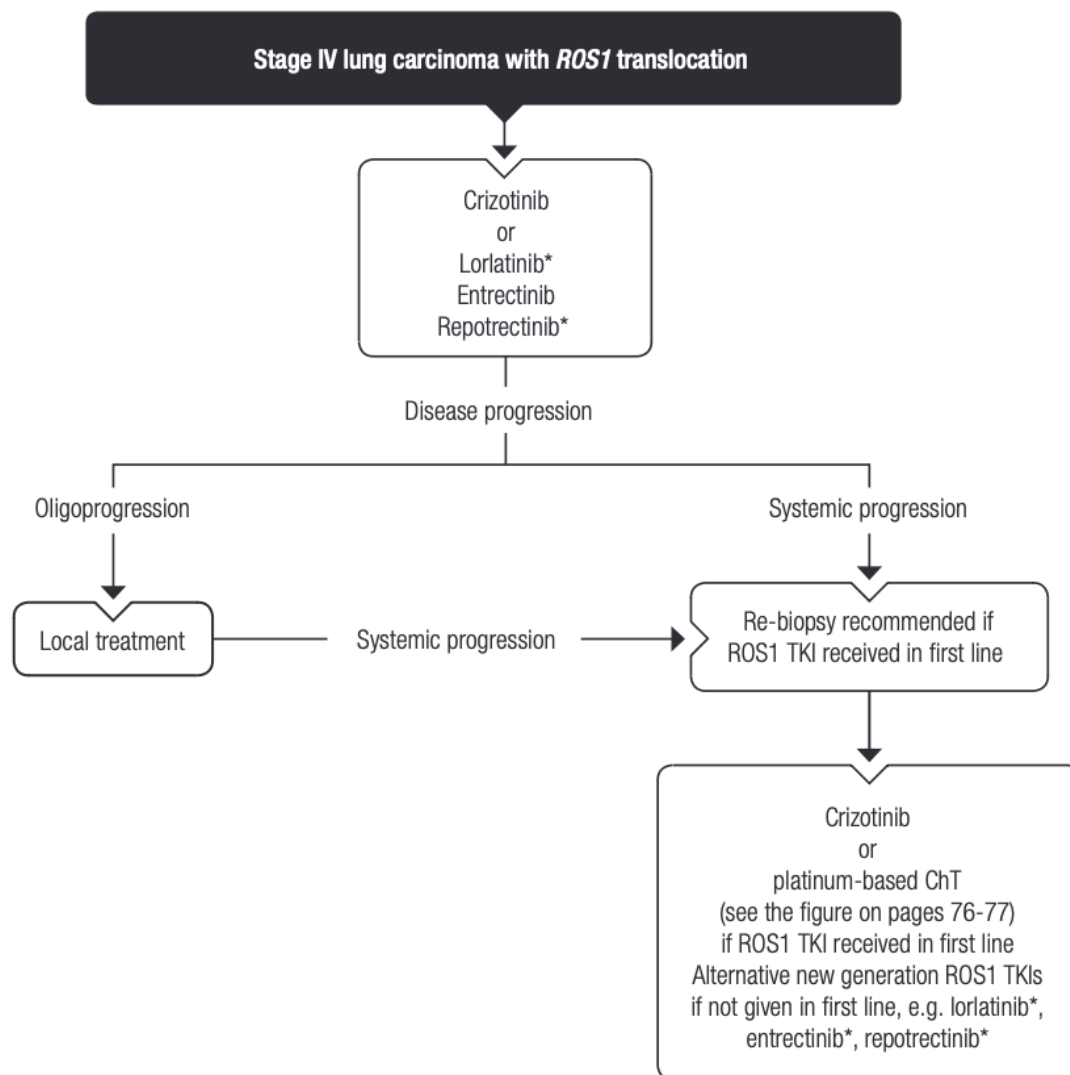 Stage IV lung carcinoma with ROS1 translocation
Crizotinib
or
Lorlatinib*
Entrectinib
Repotrectinib*
Disease progression
Oligoprogression
Systemic progression
Local treatment
Systemic progression
Re-biopsy recommended if
ROS1 TKI received in first line
Crizotinib
or
platinum-based ChT
(see the figure on pages 76-77)
if ROS1 TKI received in first line
Alternative new generation ROS1 TKIs
if not given in first line, e.g. lorlatinib*,
entrectinib*, repotrectinib*